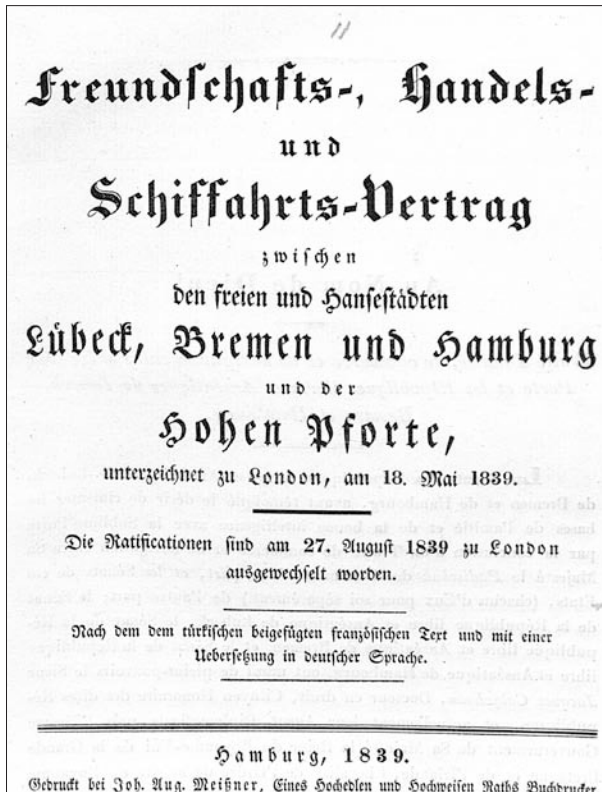 11
Freundschafts-, Handels-
und
Schiffahrts-Vertrag
zwischen
den freien und Hansestädten
Lübeck, Bremen und Hamburg
und der
Hohen Pforte,
unterzeichnet zu London, am 18. Mai 1839.
Die Ratificationen sind am 27. August 1839 zu London
ausgewechselt worden.
Nach dem dem türkischen beigefügten französischen Text und mit einer
Uebersetzung in deutscher Sprache.
Hamburg, 1839.
Gedruckt bei Joh. Aug. Meißner, Eines Hochedlen und Hochweisen Raths Buchdrucker